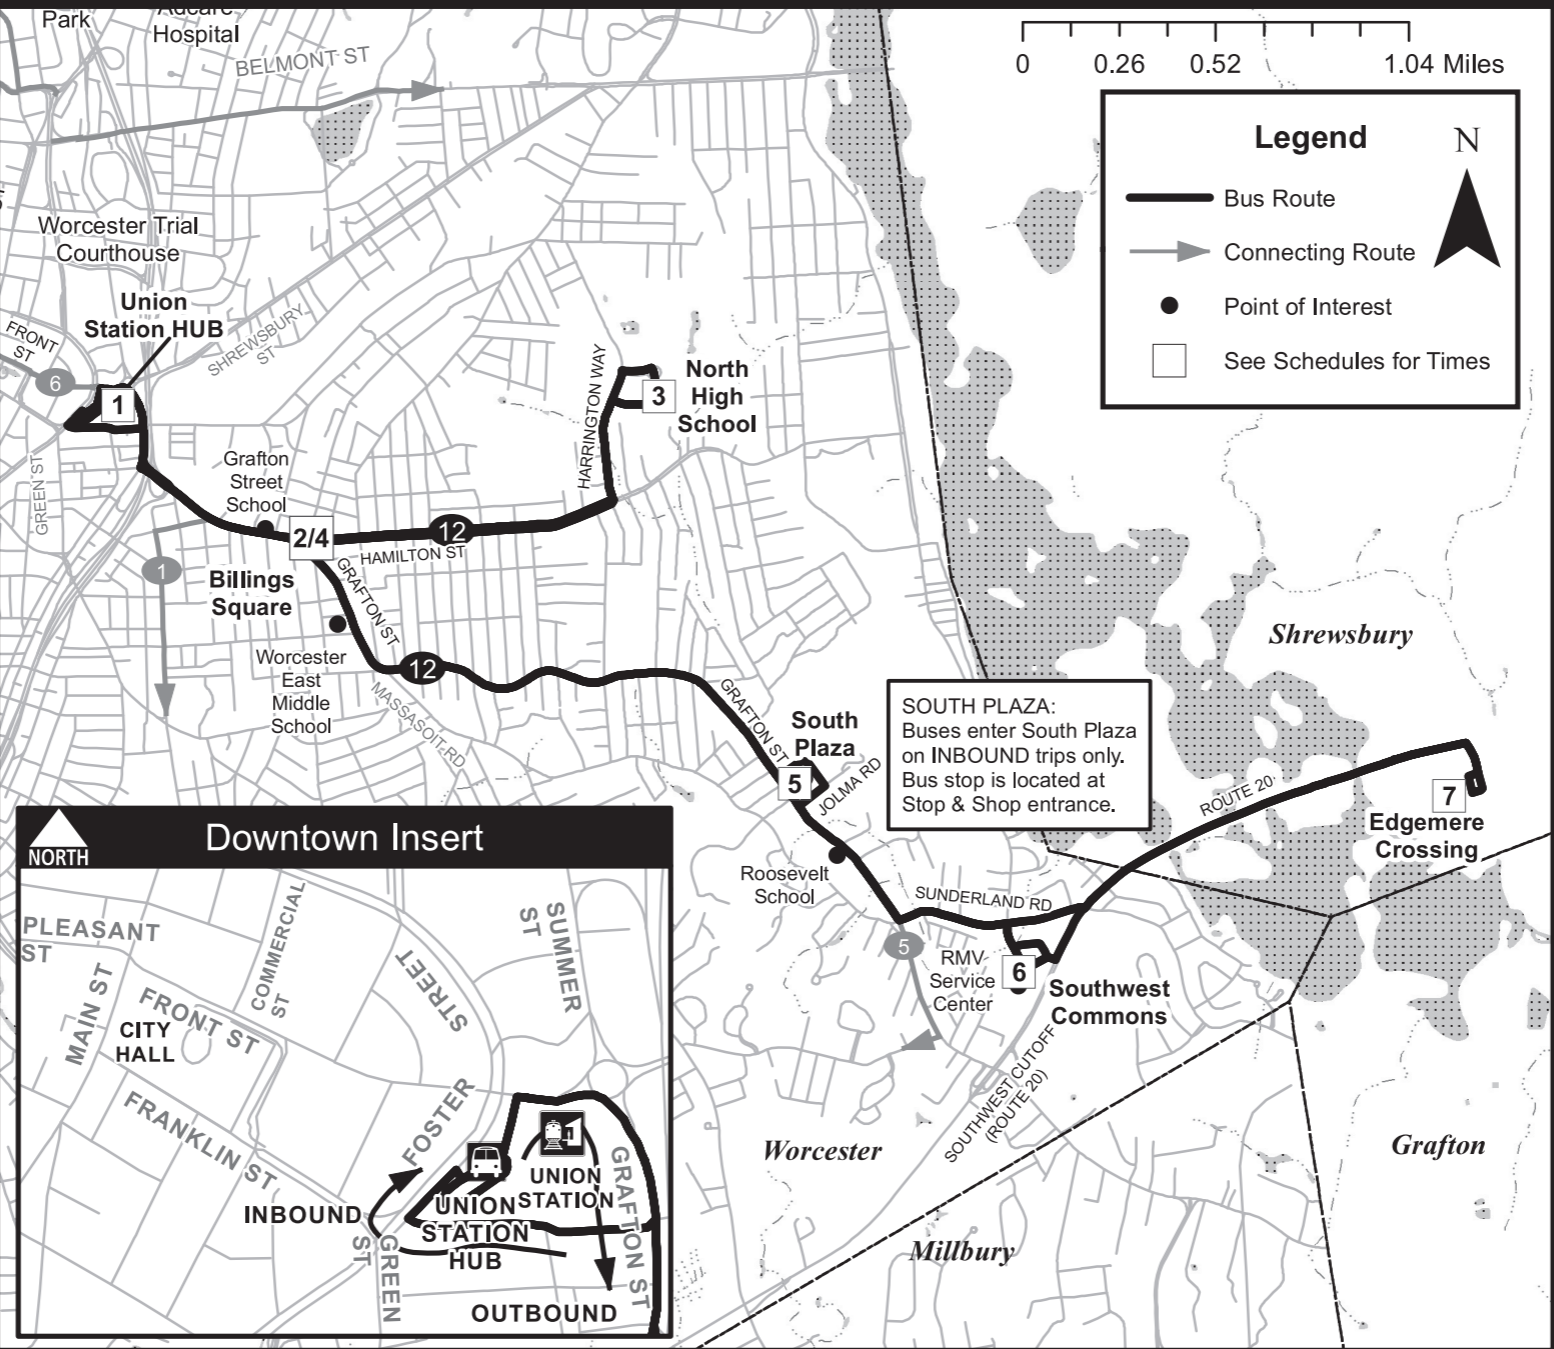 Park
Adcare
Hospital
BELMONT ST
0
0.26
0.52
1.04 Miles
Legend
N
Bus Route
Connecting Route
Point of Interest
See Schedules for Times
Worcester Trial
Courthouse
Union
Station HUB
FRONT
ST
6
1
SHREWSBURY
ST
HARRINGTON WAY
3
North
High
School
GREEN ST
Grafton
Street
School
2/4
12
HAMILTON ST
1
Billings
Square
GRAFTON ST
Worcester
East
Middle
School
12
MASSASOIT RD
GRAFTON ST
South
Plaza
5
JOLMA RD
SOUTH PLAZA:
Buses enter South Plaza
on INBOUND trips only.
Bus stop is located at
Stop & Shop entrance.
Shrewsbury
ROUTE 20
7
Edgemere
Crossing
Roosevelt
School
SUNDERLAND RD
5
RMV
Service
Center
6
Southwest
Commons
SOUTHWEST CUTOFF
(ROUTE 20)
Worcester
Millbury
Grafton
NORTH
Downtown Insert
PLEASANT
ST
MAIN ST
COMMERCIAL
ST
STREET
SUMMER
ST
FRONT ST
CITY
HALL
FRANKLIN ST
FOSTER
UNION
STATION
UNION
STATION
HUB
GRAFTON ST
INBOUND
ST
GREEN
OUTBOUND